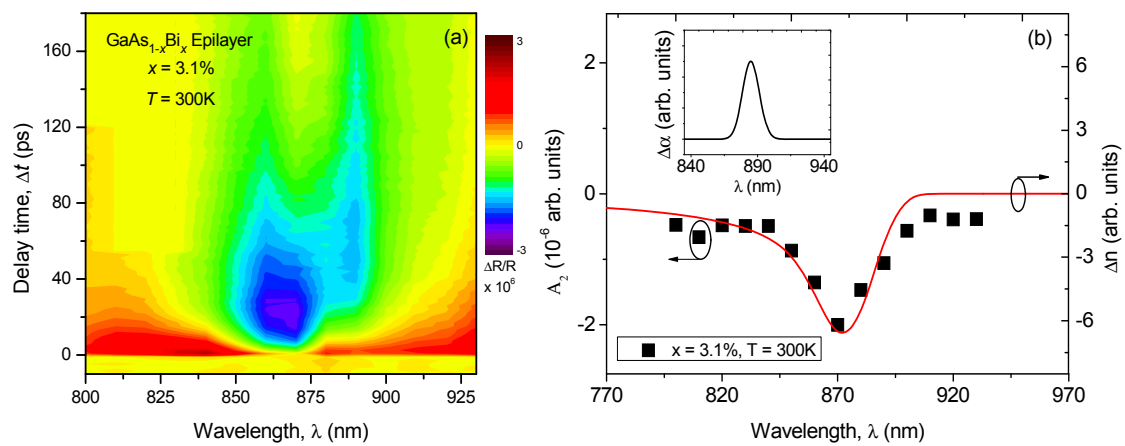 (a)
GaAs1-xBix Epilayer
x = 3.1%
T = 300K
180
160
120
80
40
0
Delay time, Δt (ps)
800
825
850
875
900
925
Wavelength, λ (nm)
3
0
-3
ΔR/R
x 10^6
(b)
2
0
-2
A2 (10^-6 arb. units)
Δα (arb. units)
840
890
940
λ (nm)
6
3
0
-3
-6
Δn (arb. units)
x = 3.1%, T = 300K
770
820
870
920
970
Wavelength, λ (nm)